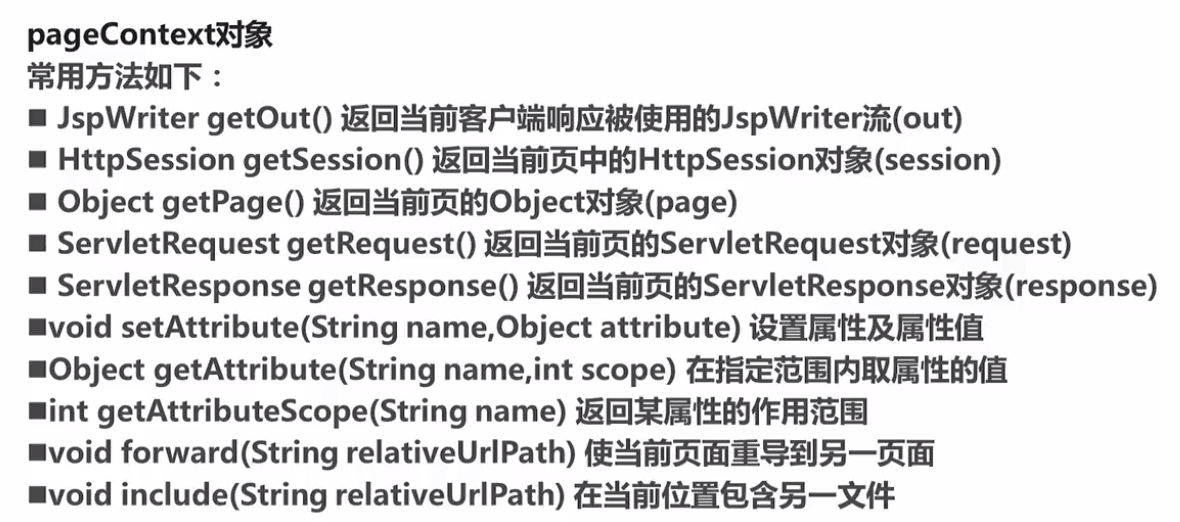 pageContext对象
常用方法如下：
■ JspWriter getOut() 返回当前客户端响应被使用的JspWriter流(out)
■ HttpSession getSession() 返回当前页中的HttpSession对象(session)
■ Object getPage() 返回当前页的Object对象(page)
■ ServletRequest getRequest() 返回当前页的ServletRequest对象(request)
■ ServletResponse getResponse() 返回当前页的ServletResponse对象(response)
■void setAttribute(String name,Object attribute) 设置属性及属性值
■Object getAttribute(String name,int scope) 在指定范围内取属性的值
■int getAttributeScope(String name) 返回某属性的作用范围
■void forward(String relativeUrlPath) 使当前页面重导到另一页面
■void include(String relativeUrlPath) 在当前位置包含另一文件